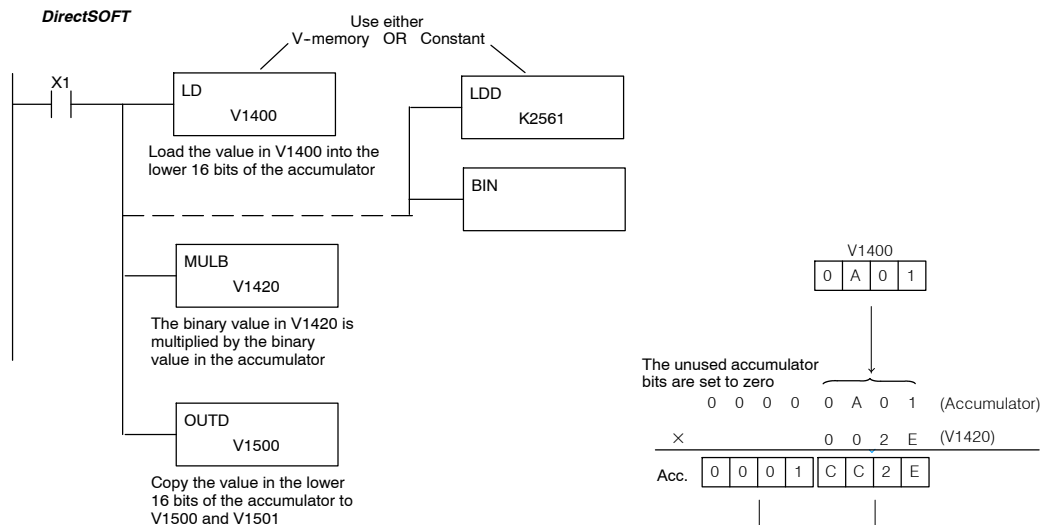 DirectSOFT
Use either
V-memory OR Constant
X1
LD
V1400
LDD
K2561
Load the value in V1400 into the
lower 16 bits of the accumulator
BIN
V1400
0 A 0 1
MULB
V1420
The binary value in V1420 is
multiplied by the binary
value in the accumulator
The unused accumulator
bits are set to zero
0 0 0 0 0 A 0 1 (Accumulator)
× 0 0 2 E (V1420)
Acc. 0 0 0 1 C C 2 E
OUTD
V1500
Copy the value in the lower
16 bits of the accumulator to
V1500 and V1501